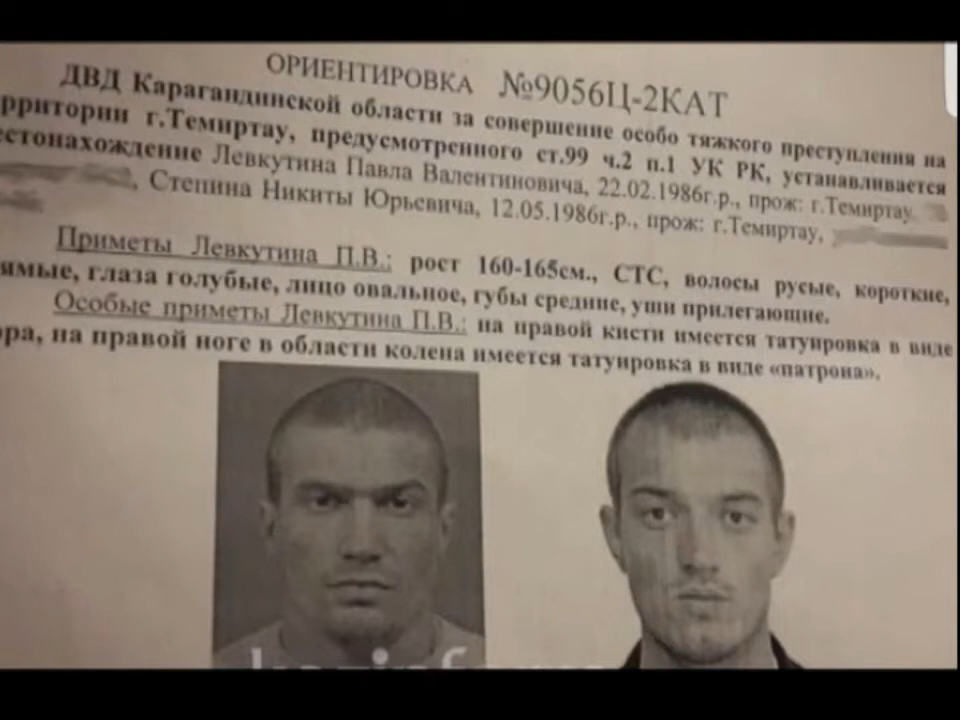 ОРИЕНТИРОВКА №9056Ц-2КАТ
ДВД Карагандинской области за совершение особо тяжкого преступления на
рритории г.Темиртау, предусмотренного ст.99 ч.2 п.1 УК РК, устанавливается
естонахождение Левкутина Павла Валентиновича, 22.02.1986г.р., прож: г.Темиртау
, Степина Никиты Юрьевича, 12.05.1986г.р., прож: г.Темиртау,
Приметы Левкутина П.В.: рост 160-165см., СТС, волосы русые, короткие,
ямые, глаза голубые, лицо овальное, губы средине, уши прилегающие.
Особые приметы Левкутина П.В.: на правой кисти имеется татуировка в виде
ора, на правой ноге в области колена имеется татуировка в виде «патрона».